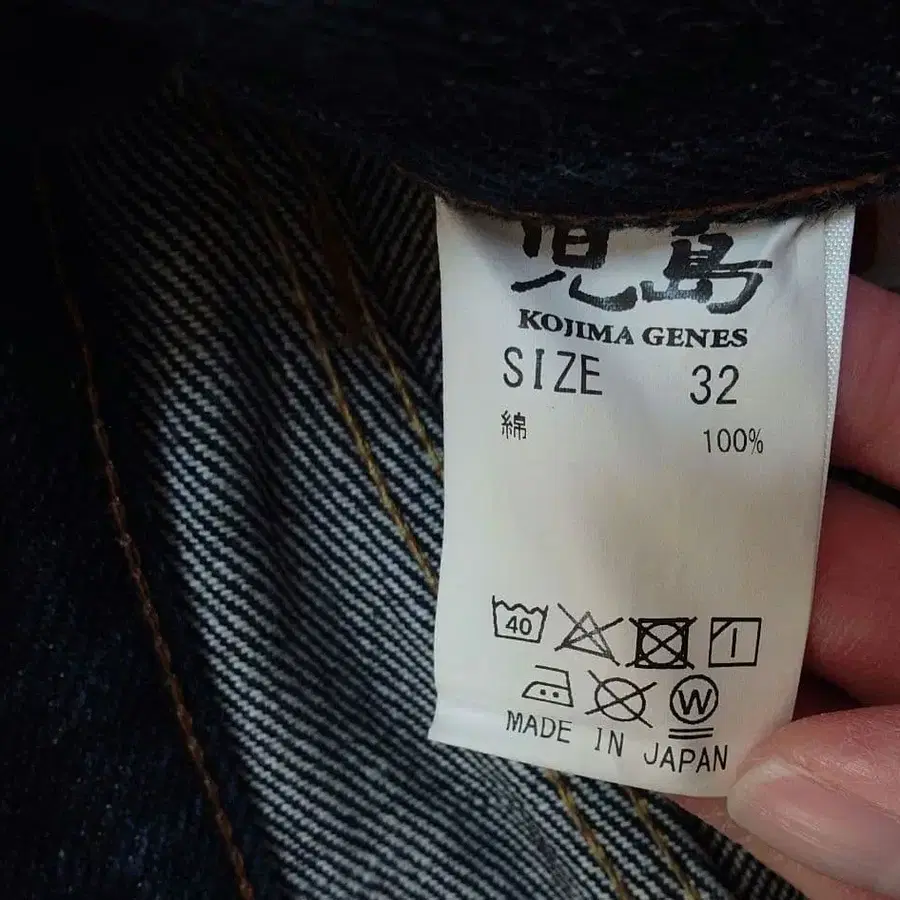 児島
KOJIMA GENES
SIZE 32
綿 100%
40
W
MADE IN JAPAN